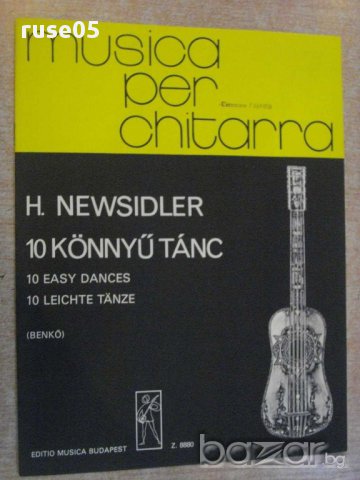 ruse05
musica
per
chitarra
H. NEWSIDLER
10 KÖNNYŰ TÁNC
10 EASY DANCES
10 LEICHTE TÄNZE
(BENKŐ)
EDITIO MUSICA BUDAPEST
Z. 8880
bazar.bg